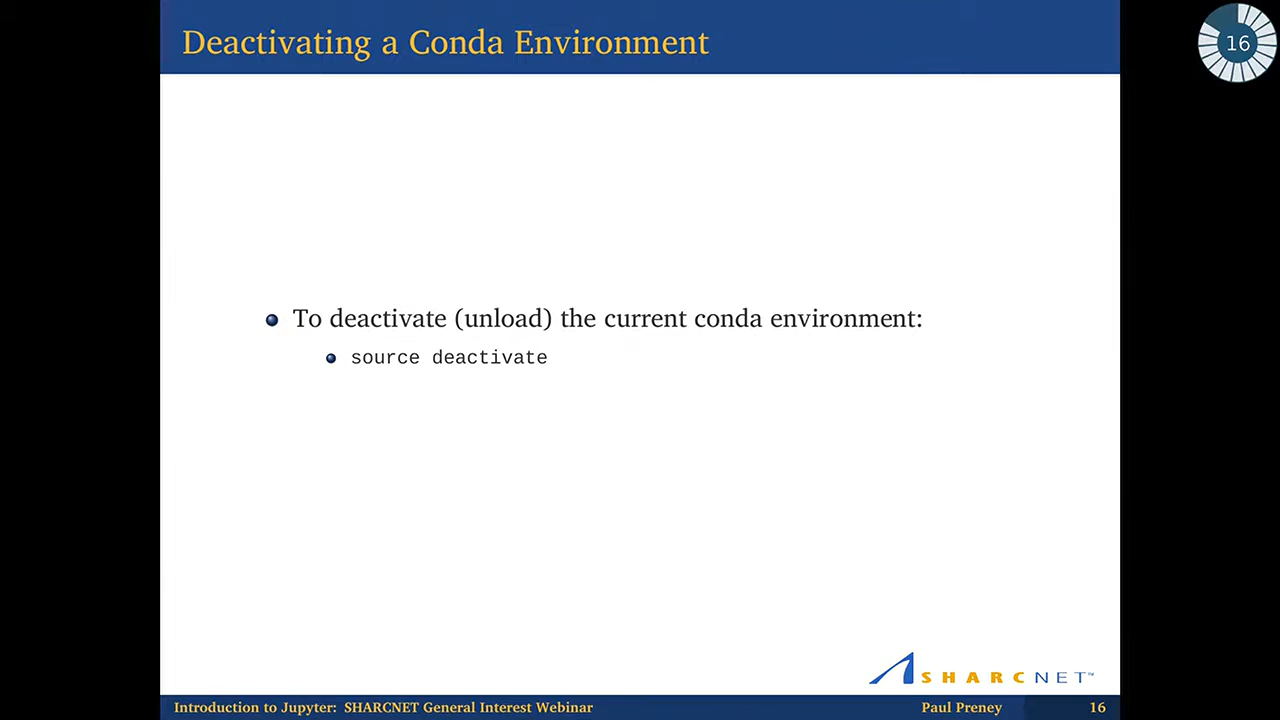 Deactivating a Conda Environment
16
To deactivate (unload) the current conda environment:
source deactivate
SHARCNET™
Introduction to Jupyter: SHARCNET General Interest Webinar
Paul Preney
16